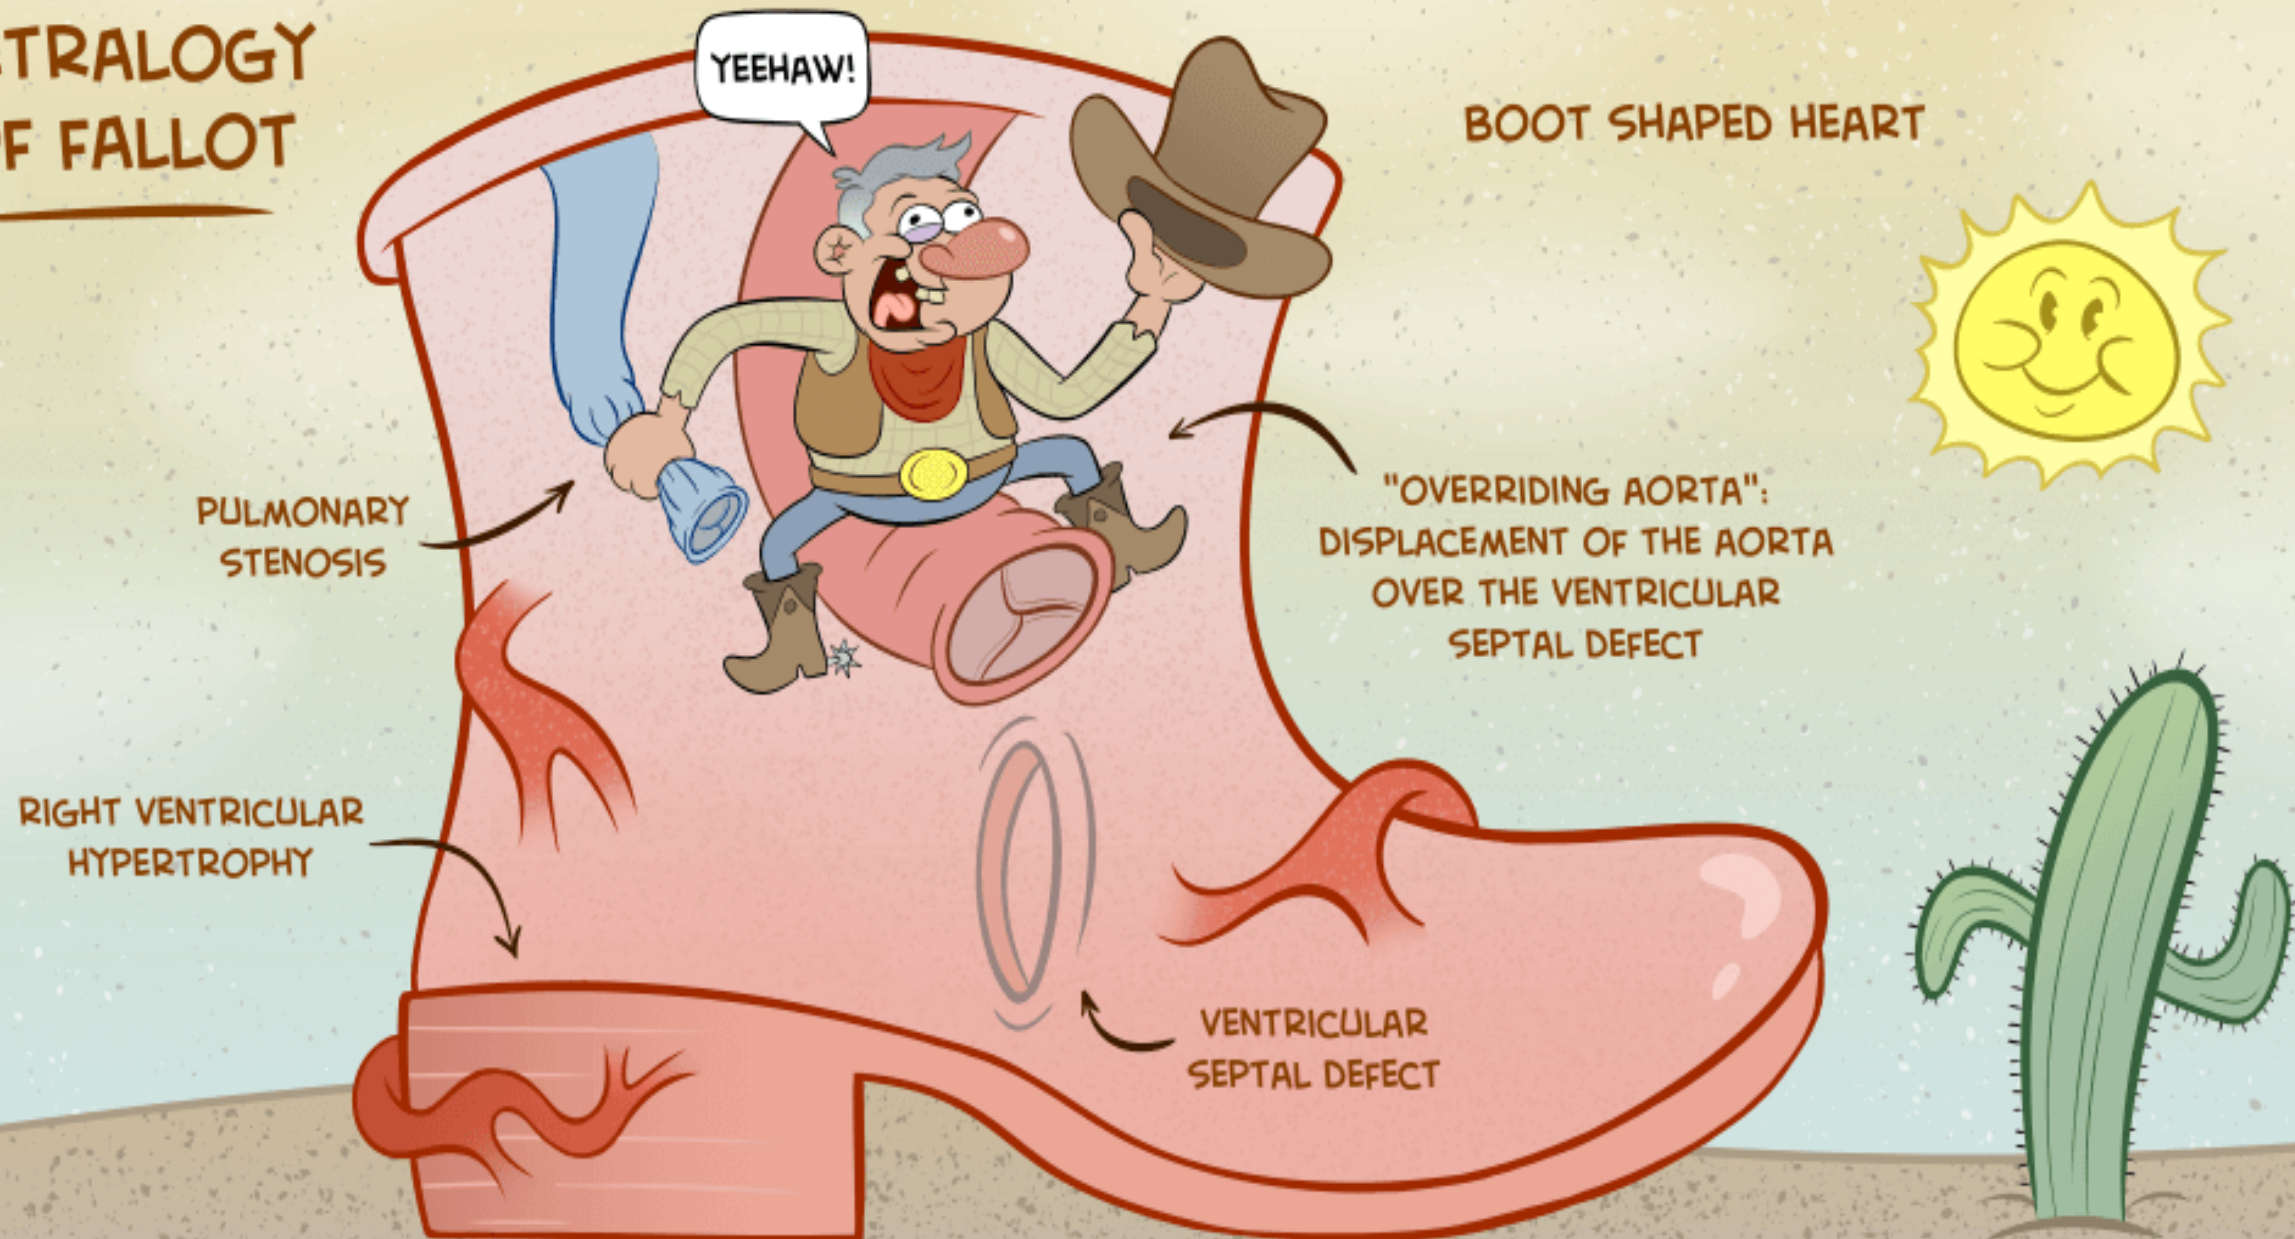 TRALOGY
OF FALLOT
YEEHAW!
BOOT SHAPED HEART
PULMONARY
STENOSIS
"OVERRIDING AORTA":
DISPLACEMENT OF THE AORTA
OVER THE VENTRICULAR
SEPTAL DEFECT
RIGHT VENTRICULAR
HYPERTROPHY
VENTRICULAR
SEPTAL DEFECT